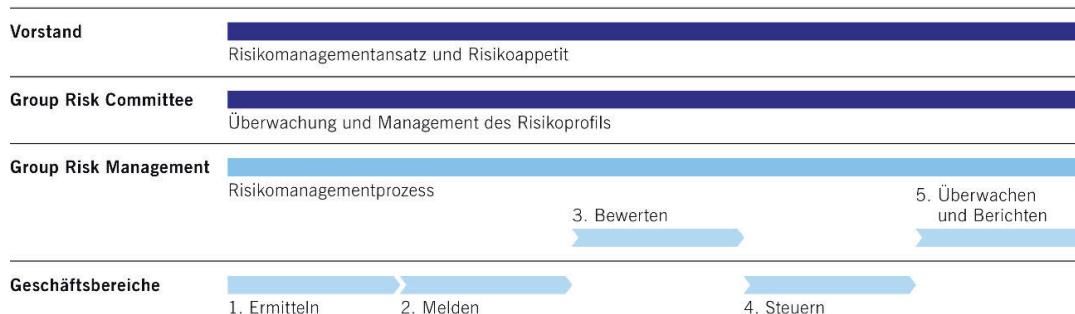 Vorstand
Risikomanagementansatz und Risikoappetit
Group Risk Committee
Überwachung und Management des Risikoprofils
Group Risk Management
Risikomanagementprozess
3. Bewerten
5. Überwachen
und Berichten
Geschäftsbereiche
1. Ermitteln
2. Melden
4. Steuern